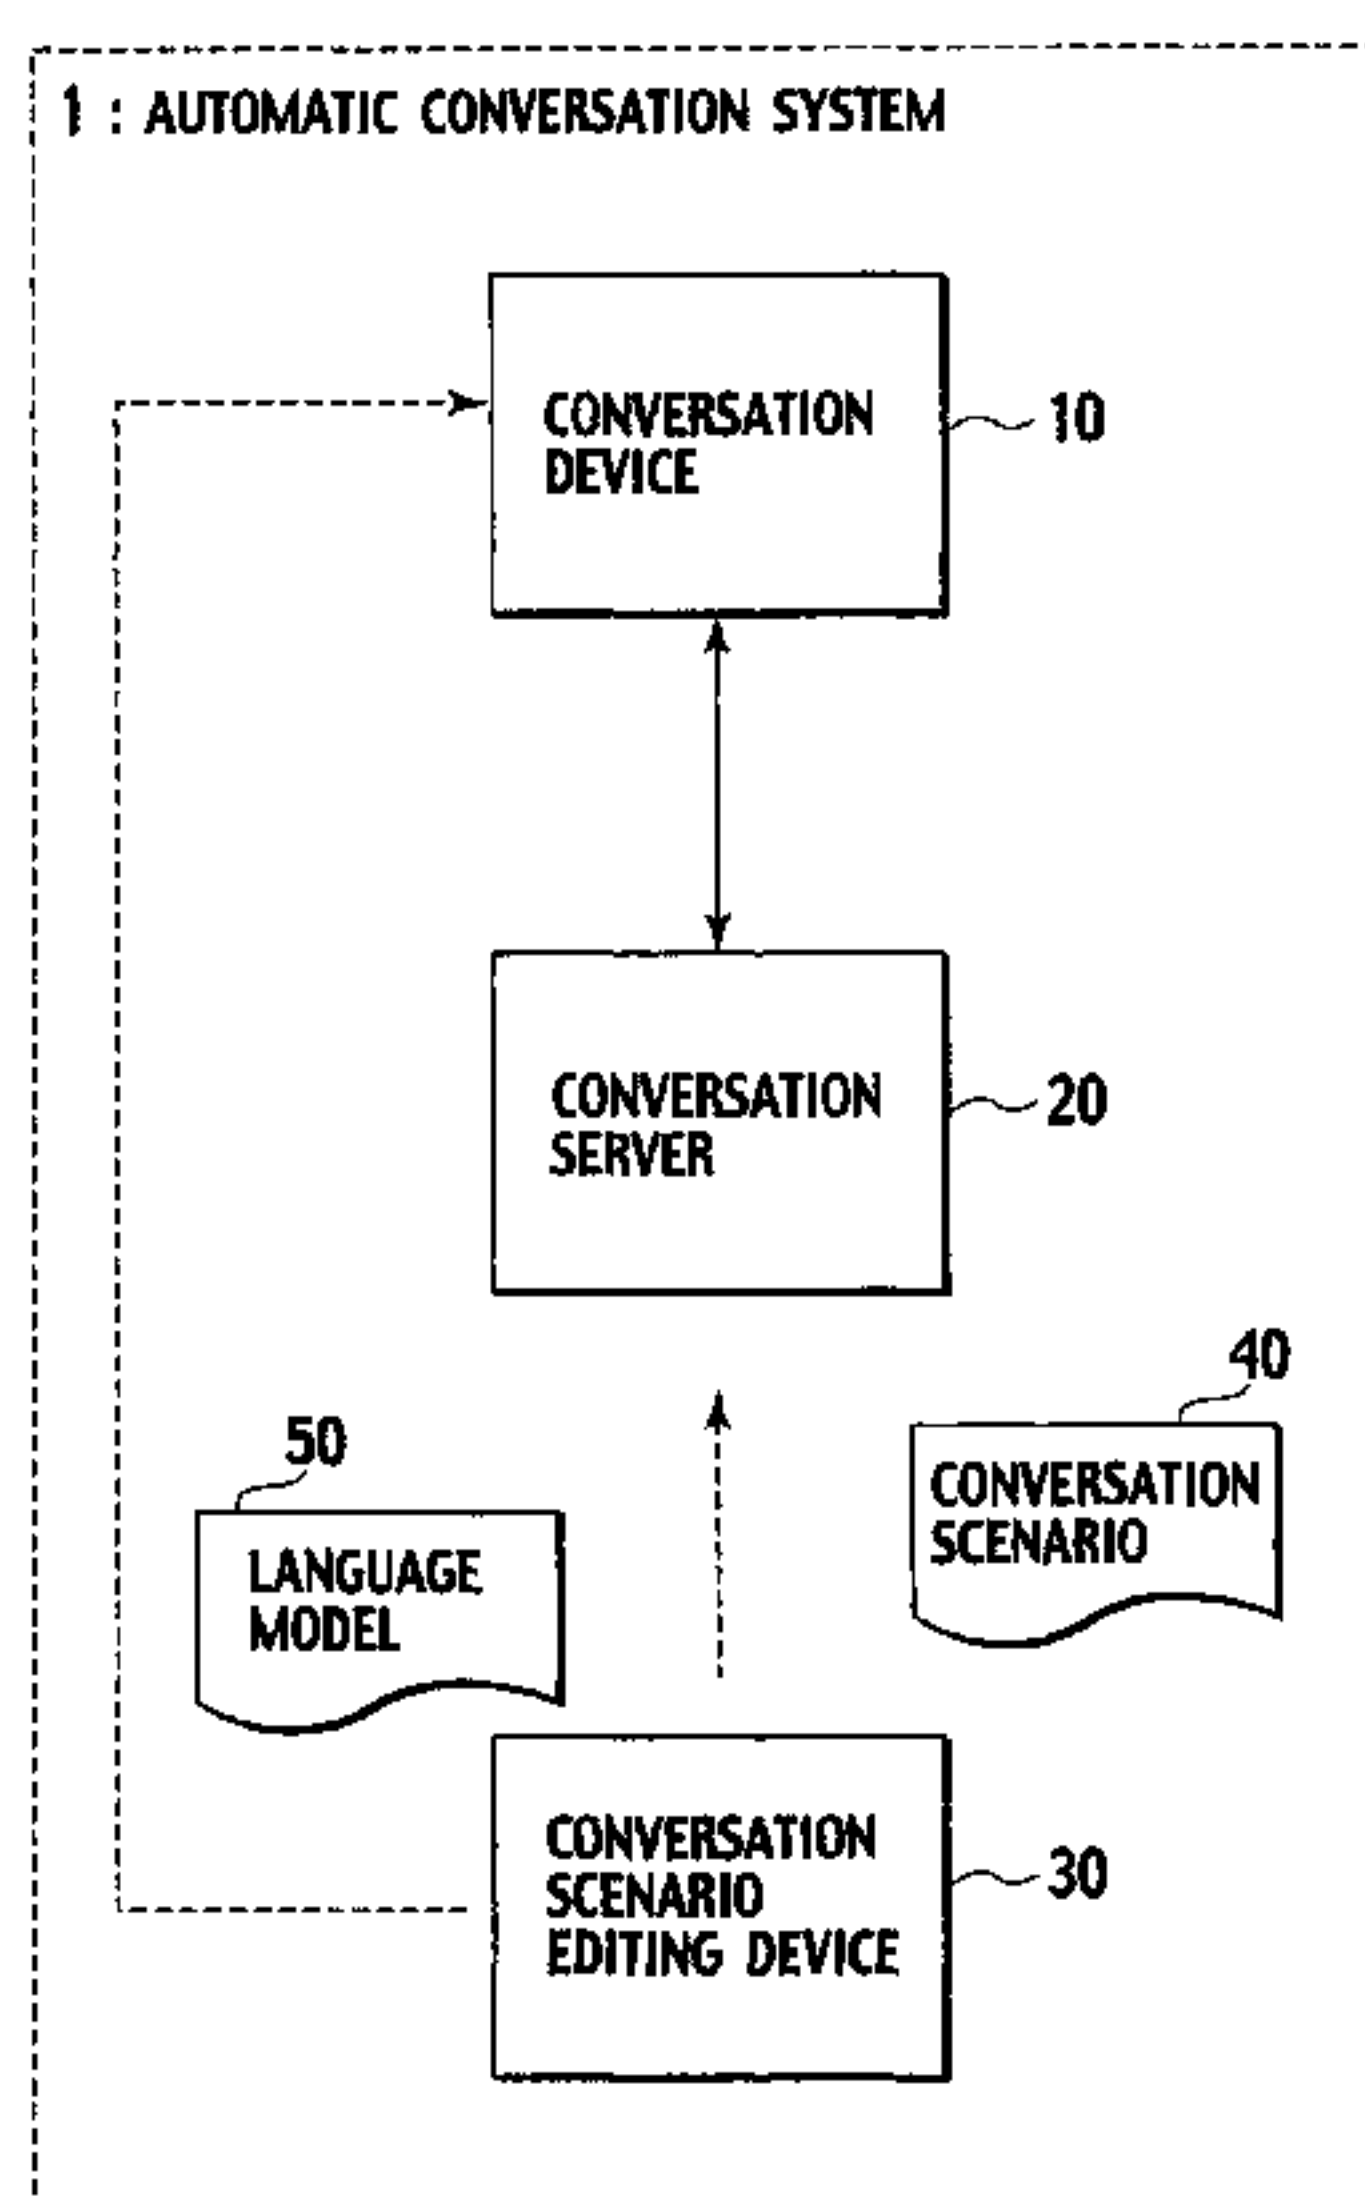 1 : AUTOMATIC CONVERSATION SYSTEM
CONVERSATION
DEVICE
10
CONVERSATION
SERVER
20
40
CONVERSATION
SCENARIO
50
LANGUAGE
MODEL
CONVERSATION
SCENARIO
EDITING DEVICE
30